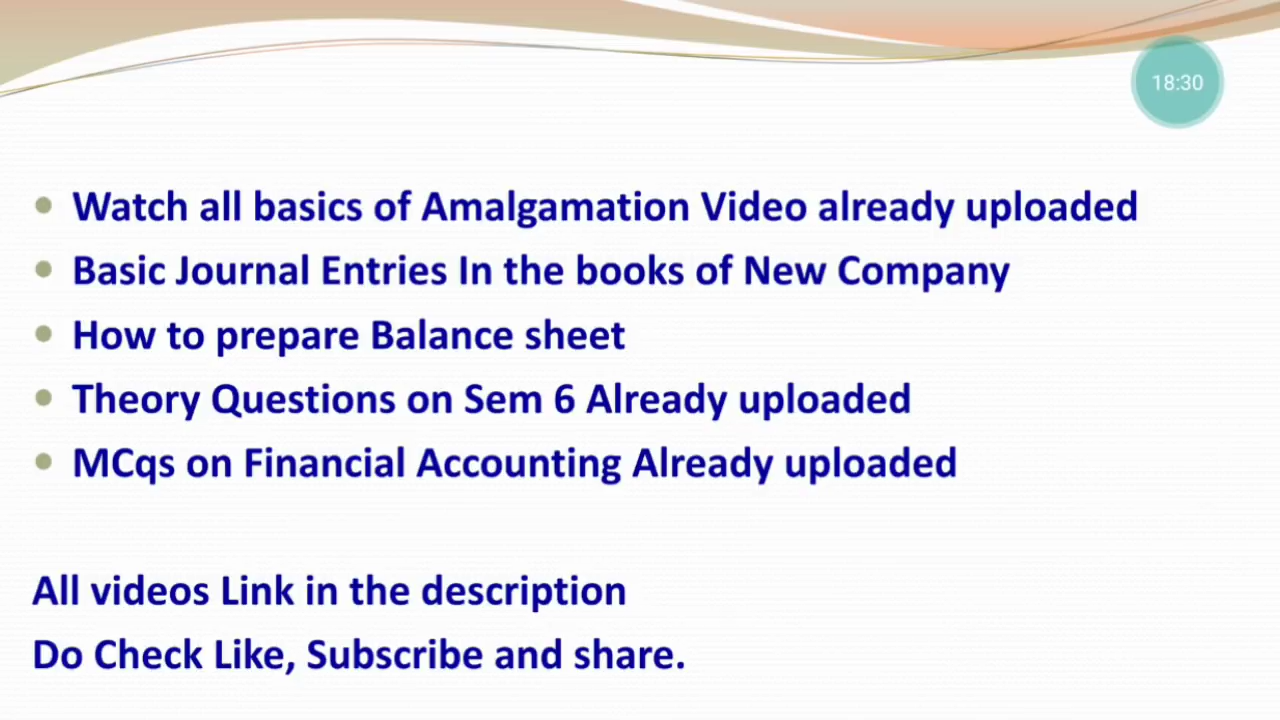 18:30
Watch all basics of Amalgamation Video already uploaded
Basic Journal Entries In the books of New Company
How to prepare Balance sheet
Theory Questions on Sem 6 Already uploaded
MCqs on Financial Accounting Already uploaded
All videos Link in the description
Do Check Like, Subscribe and share.